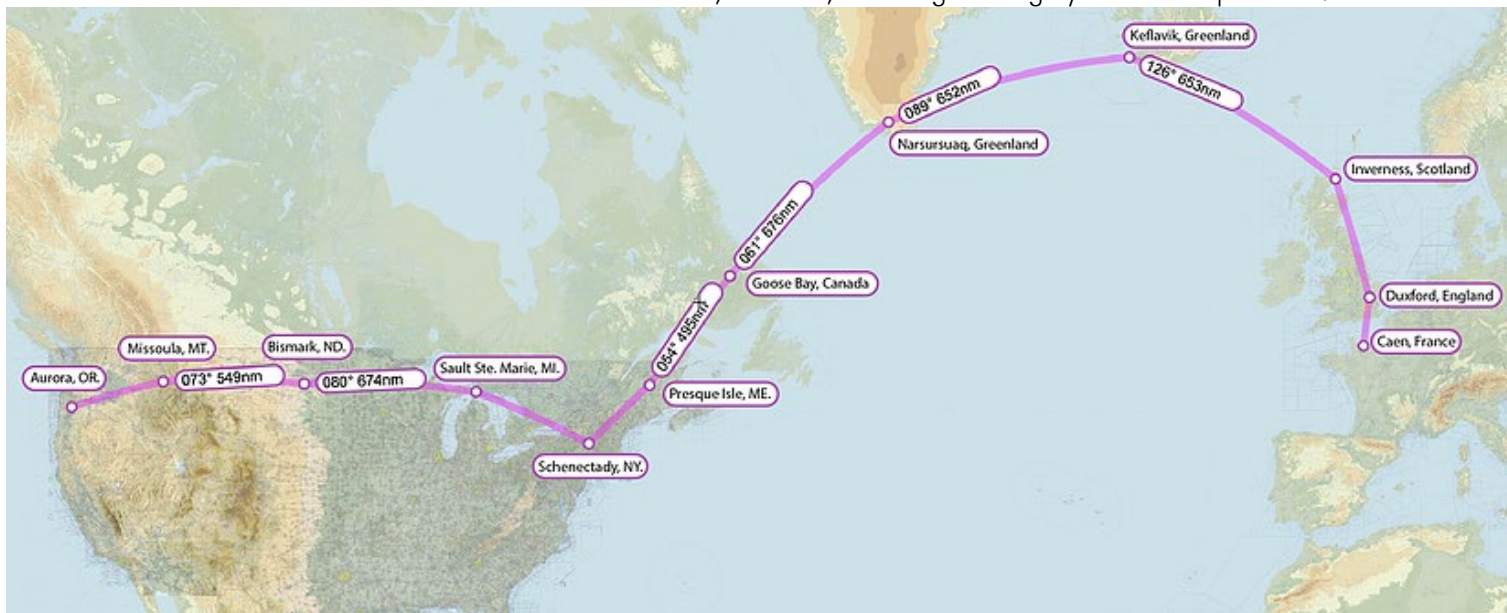 Aurora, OR.
Missoula, MT.
073° 549nm
Bismark, ND.
080° 674nm
Sault Ste. Marie, MI.
Schenectady, NY.
Presque Isle, ME.
054° 495nm
Goose Bay, Canada
061° 676nm
Narsursuaq, Greenland
089° 652nm
Keflavik, Greenland
126° 653nm
Inverness, Scotland
Duxford, England
Caen, France